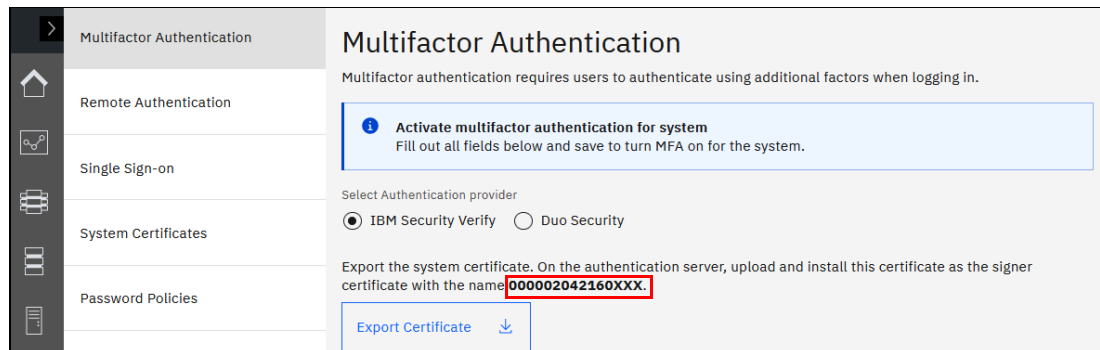 Multifactor Authentication
Remote Authentication
Single Sign-on
System Certificates
Password Policies
Multifactor Authentication
Multifactor authentication requires users to authenticate using additional factors when logging in.
Activate multifactor authentication for system
Fill out all fields below and save to turn MFA on for the system.
Select Authentication provider
IBM Security Verify Duo Security
Export the system certificate. On the authentication server, upload and install this certificate as the signer
certificate with the name 000002042160XXX.
Export Certificate